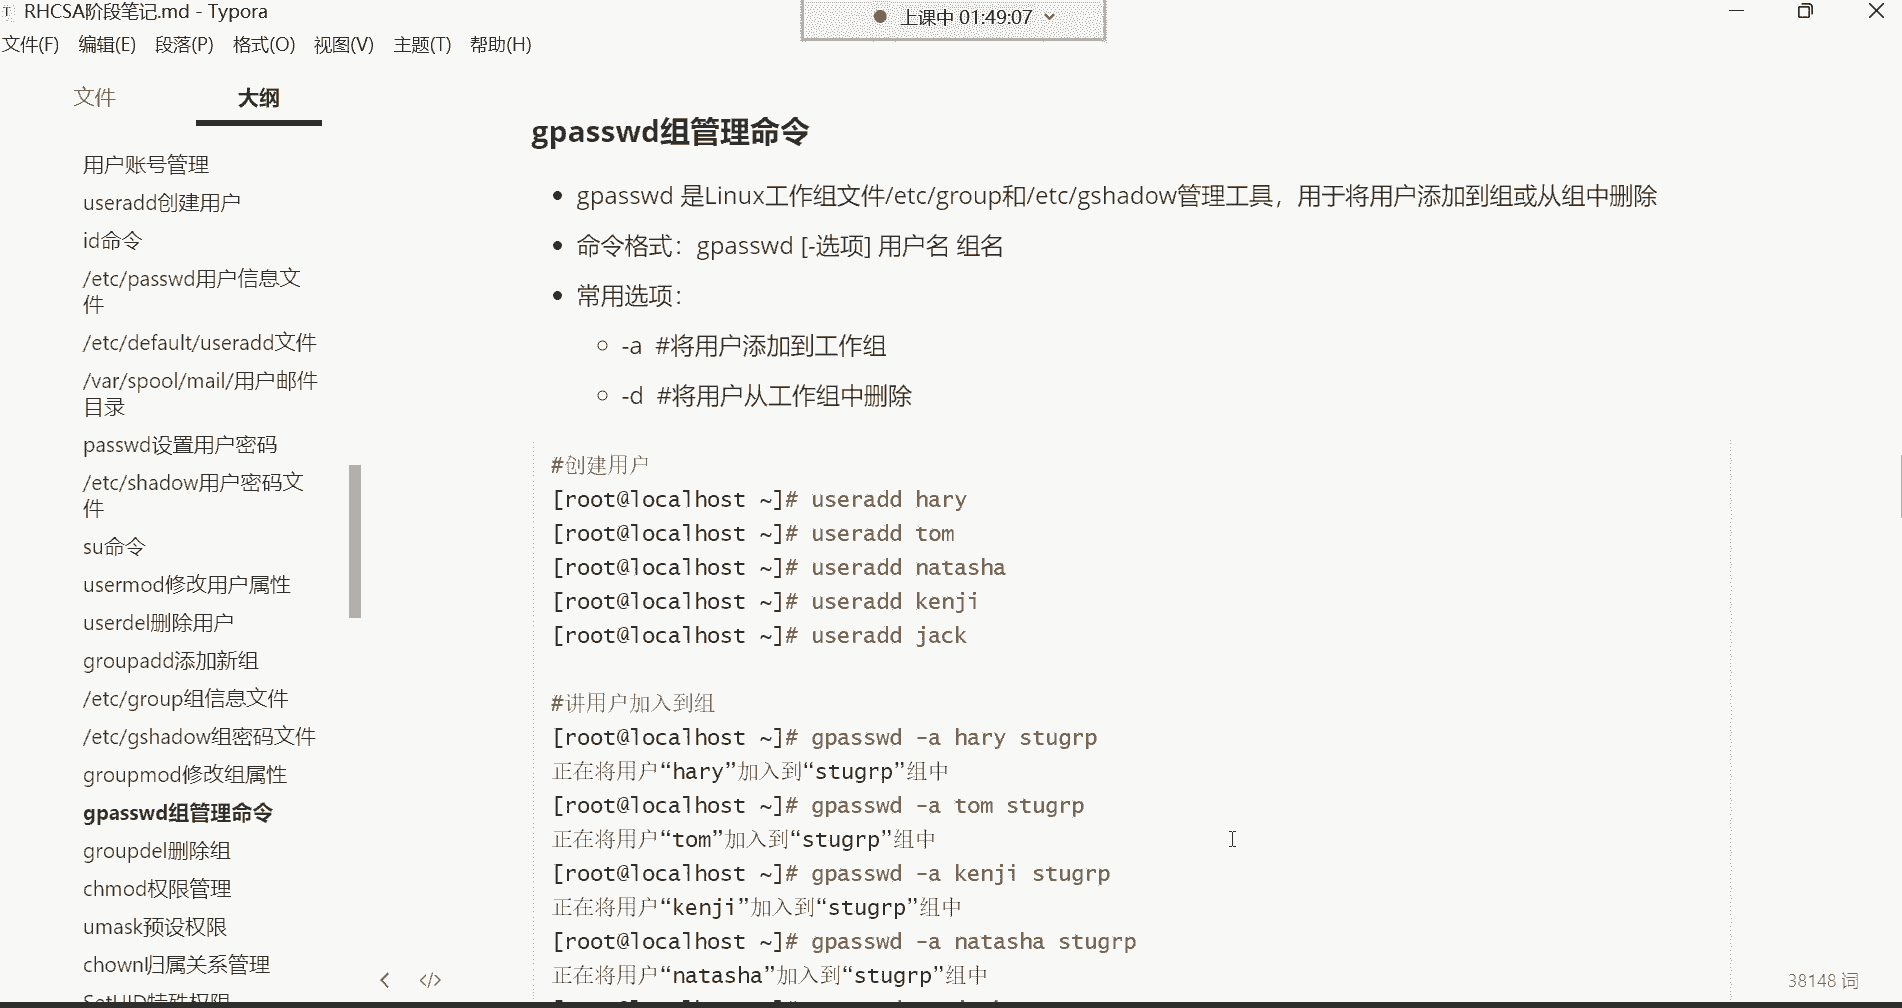 RHCSA阶段笔记.md - Typora
上课中 01:49:07
文件(F) 编辑(E) 段落(P) 格式(O) 视图(V) 主题(T) 帮助(H)
文件 大纲
用户账号管理
useradd创建用户
id命令
/etc/passwd用户信息文
件
/etc/default/useradd文件
/var/spool/mail/用户邮件
目录
passwd设置用户密码
/etc/shadow用户密码文
件
su命令
usermod修改用户属性
userdel删除用户
groupadd添加新组
/etc/group组信息文件
/etc/gshadow组密码文件
groupmod修改组属性
gpasswd组管理命令
groupdel删除组
chmod权限管理
umask预设权限
chown归属关系管理
SetUID特殊权限
gpasswd组管理命令
gpasswd 是Linux工作组文件/etc/group和/etc/gshadow管理工具，用于将用户添加到组或从组中删除
命令格式：gpasswd [-选项] 用户名 组名
常用选项：
-a #将用户添加到工作组
-d #将用户从工作组中删除
#创建用户
[root@localhost ~]# useradd hary
[root@localhost ~]# useradd tom
[root@localhost ~]# useradd natasha
[root@localhost ~]# useradd kenji
[root@localhost ~]# useradd jack
#讲用户加入到组
[root@localhost ~]# gpasswd -a hary stugrp
正在将用户“hary”加入到“stugrp”组中
[root@localhost ~]# gpasswd -a tom stugrp
正在将用户“tom”加入到“stugrp”组中
[root@localhost ~]# gpasswd -a kenji stugrp
正在将用户“kenji”加入到“stugrp”组中
[root@localhost ~]# gpasswd -a natasha stugrp
正在将用户“natasha”加入到“stugrp”组中
38148 词